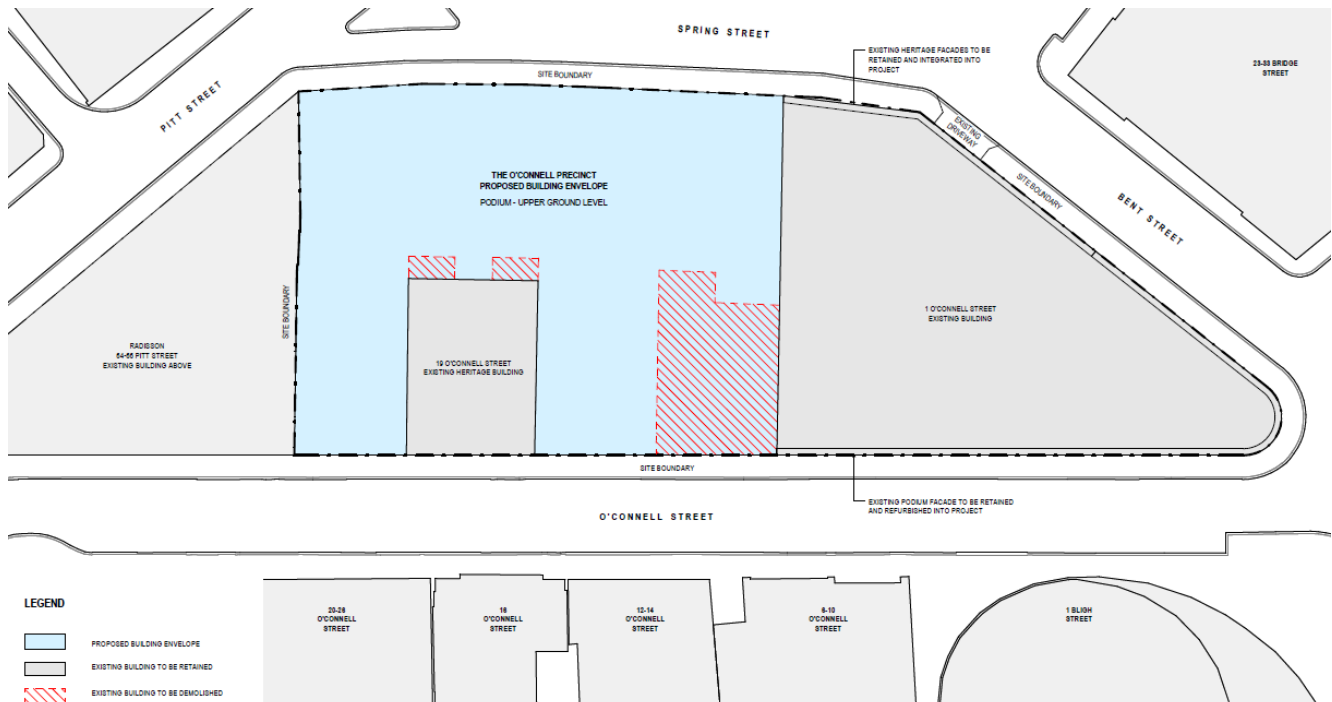 SPRING STREET
EXISTING HERITAGE FACADES TO BE
RETAINED AND INTEGRATED INTO
PROJECT
23-33 BRIDGE
STREET
SITE BOUNDARY
PITT STREET
EXISTING
DRIVEWAY
THE O'CONNELL PRECINCT
PROPOSED BUILDING ENVELOPE
PODIUM - UPPER GROUND LEVEL
SITE BOUNDARY
BENT STREET
SITE BOUNDARY
1 O'CONNELL STREET
EXISTING BUILDING
RADISSON
64-66 PITT STREET
EXISTING BUILDING ABOVE
19 O'CONNELL STREET
EXISTING HERITAGE BUILDING
SITE BOUNDARY
EXISTING PODIUM FACADE TO BE RETAINED
AND REFURBISHED INTO PROJECT
O'CONNELL STREET
LEGEND
PROPOSED BUILDING ENVELOPE
EXISTING BUILDING TO BE RETAINED
EXISTING BUILDING TO BE DEMOLISHED
20-26
O'CONNELL
STREET
16
O'CONNELL
STREET
12-14
O'CONNELL
STREET
6-10
O'CONNELL
STREET
1 BLIGH
STREET